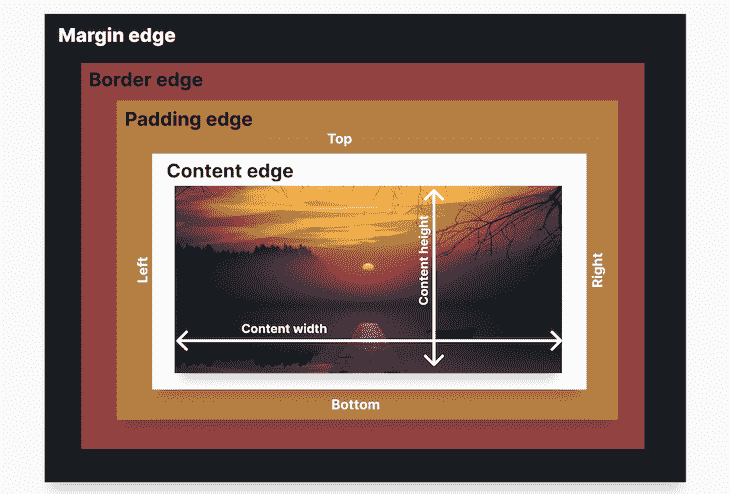 Margin edge
Border edge
Padding edge
Top
Content edge
Left
Content height
Right
Content width
Bottom